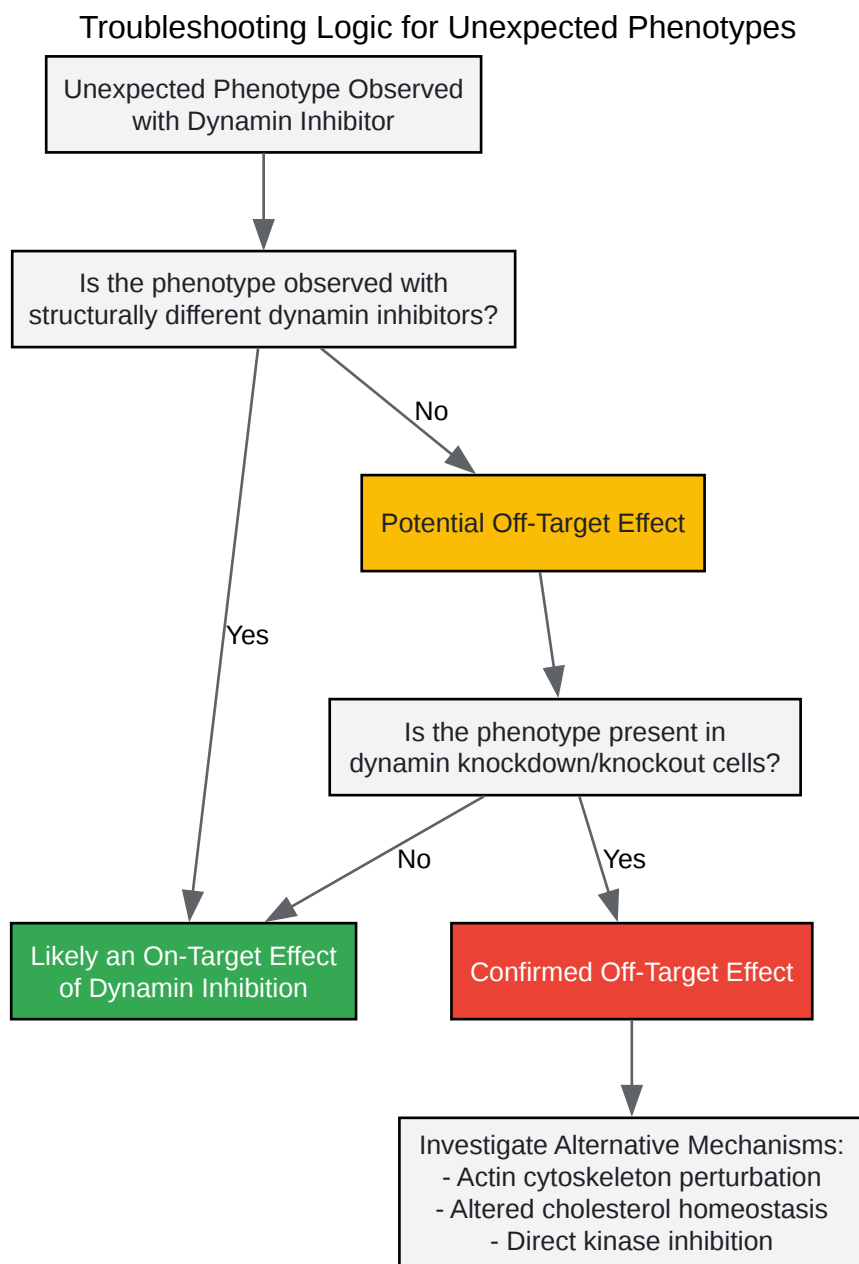 Troubleshooting Logic for Unexpected Phenotypes
Unexpected Phenotype Observed
with Dynamin Inhibitor
Is the phenotype observed with
structurally different dynamin inhibitors?
No
Potential Off-Target Effect
Yes
Is the phenotype present in
dynamin knockdown/knockout cells?
No
Yes
Likely an On-Target Effect
of Dynamin Inhibition
Confirmed Off-Target Effect
Investigate Alternative Mechanisms:
- Actin cytoskeleton perturbation
- Altered cholesterol homeostasis
- Direct kinase inhibition